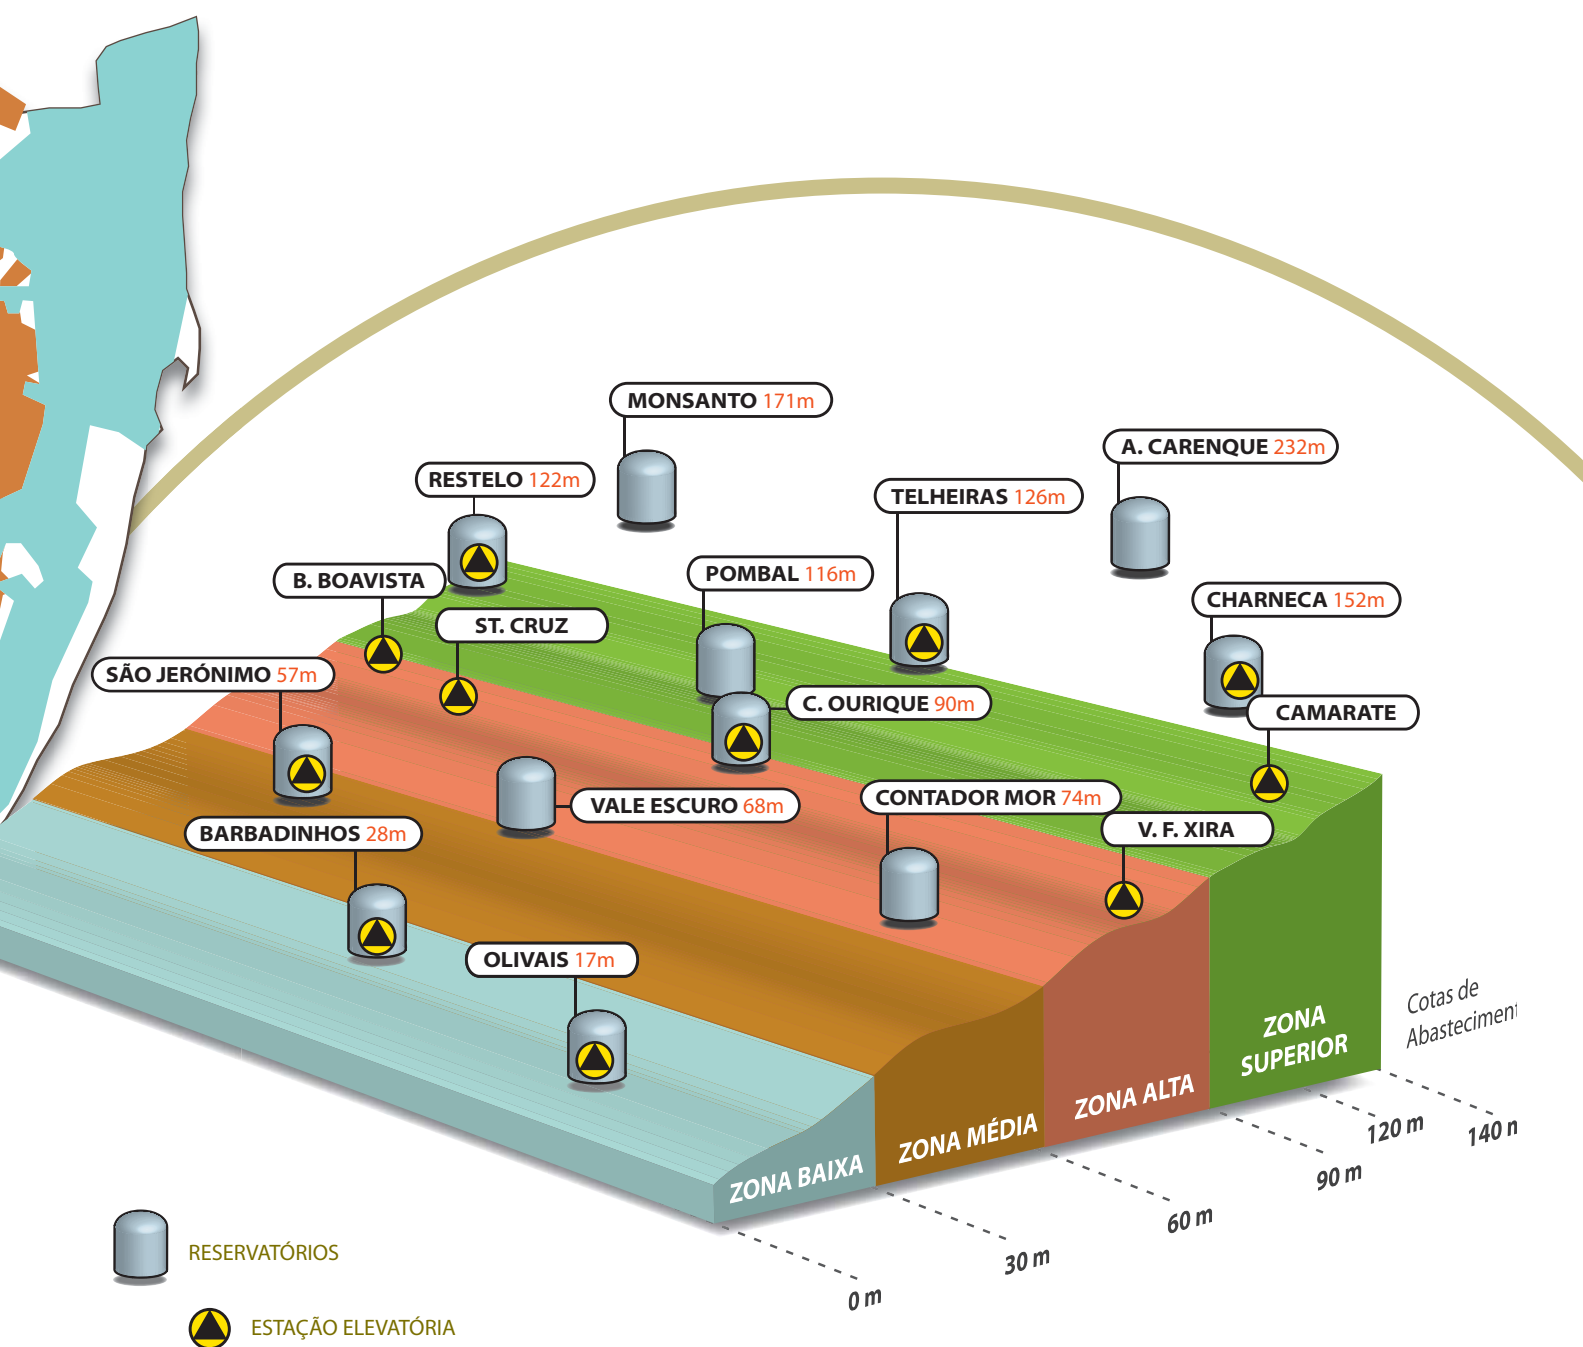 MONSANTO 171m
A. CARENQUE 232m
RESTELO 122m
TELHEIRAS 126m
B. BOAVISTA
POMBAL 116m
CHARNECA 152m
ST. CRUZ
SÃO JERÓNIMO 57m
C. OURIQUE 90m
CAMARATE
VALE ESCURO 68m
CONTADOR MOR 74m
BARBADINHOS 28m
V. F. XIRA
OLIVAIS 17m
Cotas de
Abasteciment
ZONA
SUPERIOR
ZONA ALTA
ZONA MÉDIA
ZONA BAIXA
140 m
120 m
90 m
60 m
30 m
0 m
RESERVATÓRIOS
ESTAÇÃO ELEVATÓRIA